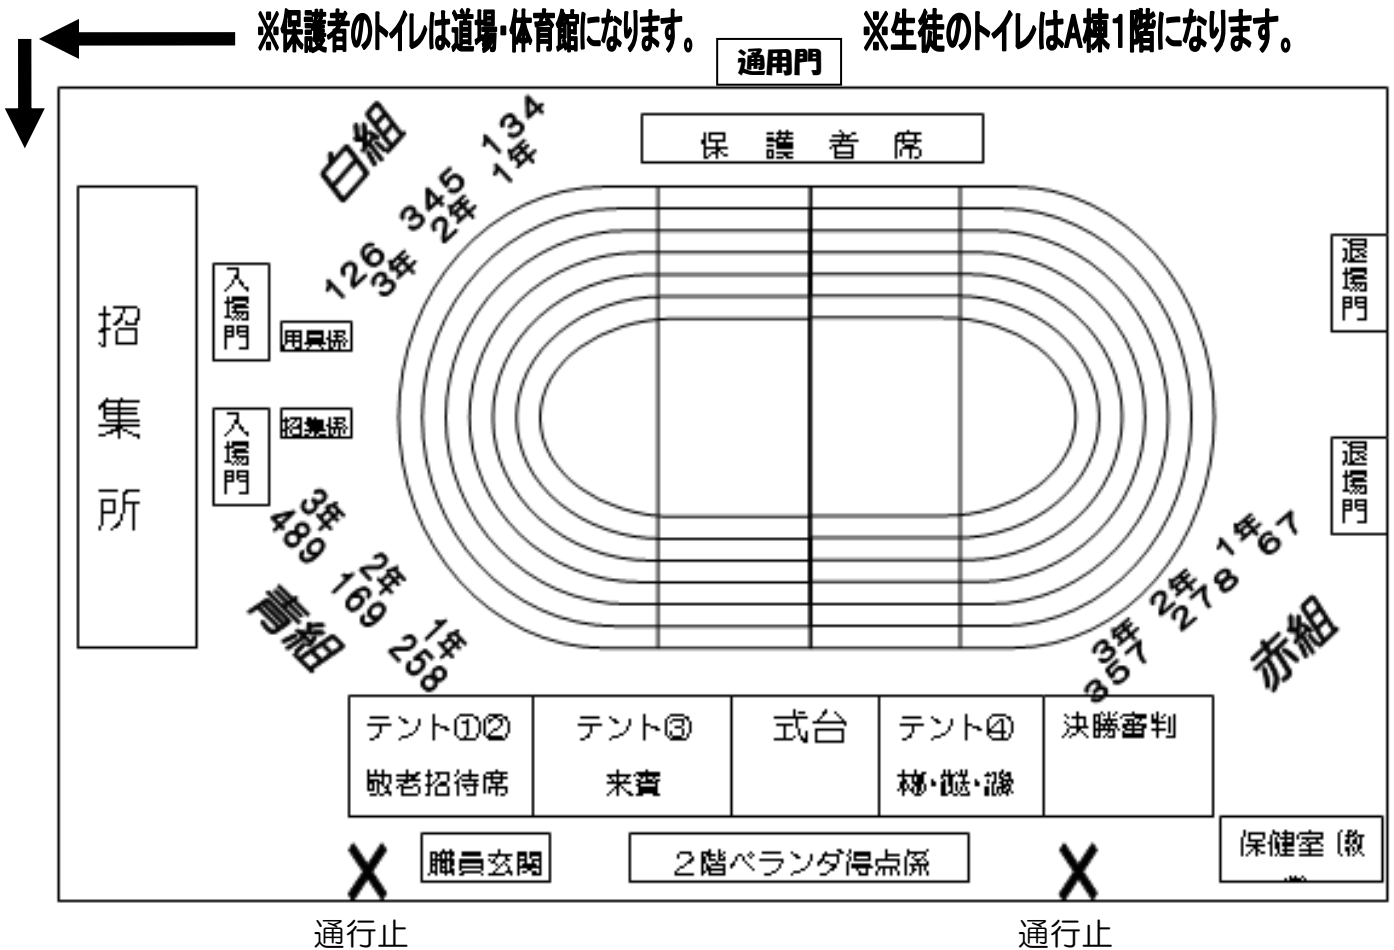 ※保護者のトイレは道場・体育館になります。
※生徒のトイレはA棟1階になります。
通用門
保護者席
白組
134
1年
345
2年
126
3年
招集所
入場門
用具係
入場門
招集係
退場門
退場門
3年
489
2年
169
1年
258
青組
1年
67
2年
278
3年
357
赤組
テント①②
敬者招待席
テント③
来賓
式台
テント④
決勝審判
職員玄関
2階ベランダ得点係
保健室(救
通行止
通行止